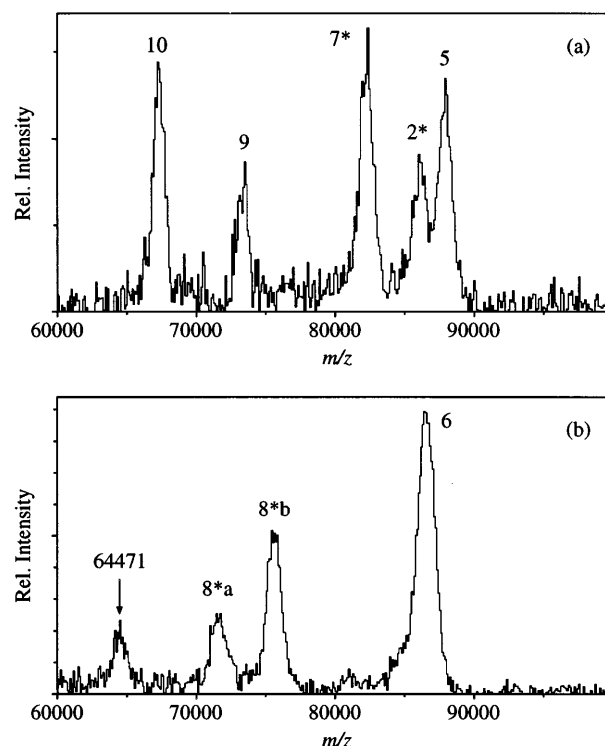 (a)
7*
10
5
9
2*
Rel. Intensity
60000 70000 80000 90000
m/z
(b)
6
8*b
64471
8*a
Rel. Intensity
60000 70000 80000 90000
m/z